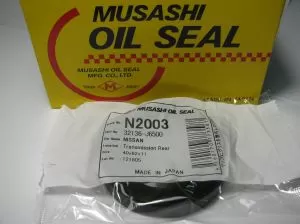 MUSASHI
OIL SEAL
MUSASHI OIL SEAL
MFG. CO., LTD.
M
MUSASHI OIL SEAL
N2003
32136-J6500
NISSAN
Transmission Rear
40x62x11
MADE IN JAPAN